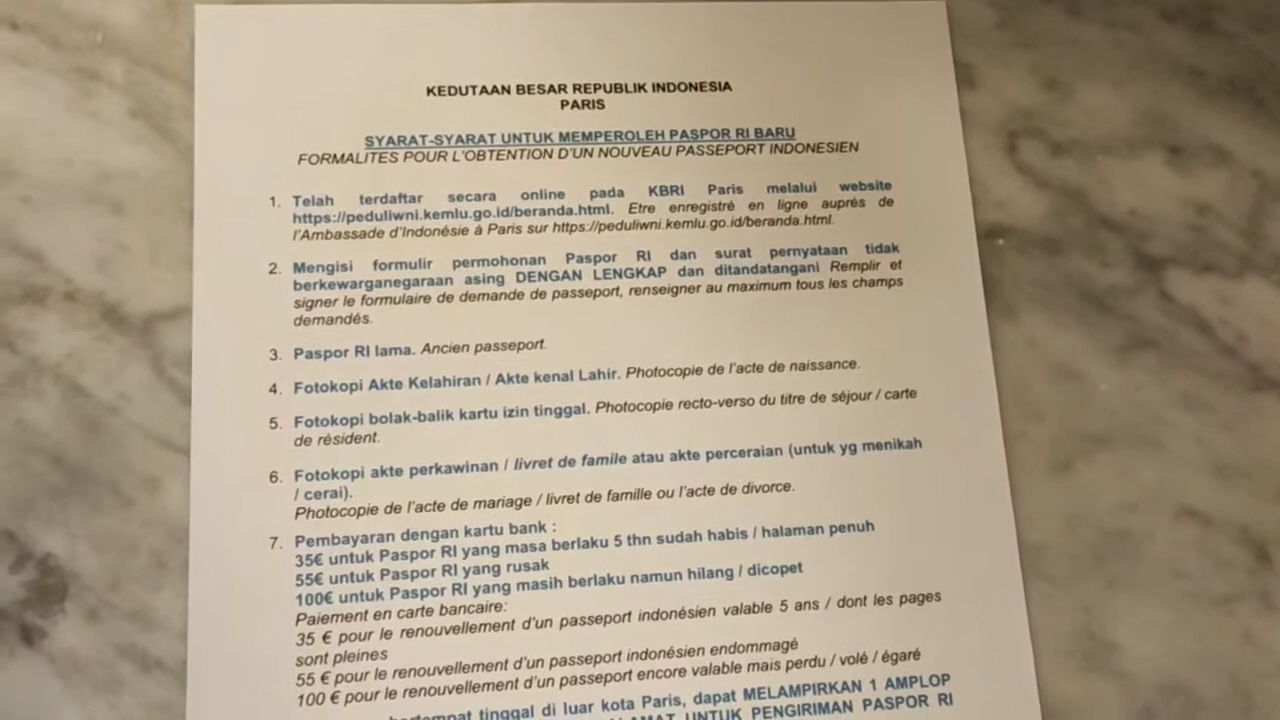 KEDUTAAN BESAR REPUBLIK INDONESIA
PARIS
SYARAT-SYARAT UNTUK MEMPEROLEH PASPOR RI BARU
FORMALITES POUR L'OBTENTION D'UN NOUVEAU PASSEPORT INDONESIEN
1. Telah terdaftar secara online pada KBRI Paris melalui website
https://peduliwni.kemlu.go.id/beranda.html. Etre enregistré en ligne auprés de
l'Ambassade d'Indonésie à Paris sur https://peduliwni.kemlu.go.id/beranda.html.
2. Mengisi formulir permohonan Paspor RI dan surat pernyataan tidak
berkewarganegaraan asing DENGAN LENGKAP dan ditandatangani Remplir et
signer le formulaire de demande de passeport, renseigner au maximum tous les champs
demandés.
3. Paspor RI lama. Ancien passeport.
4. Fotokopi Akte Kelahiran / Akte kenal Lahir. Photocopie de l'acte de naissance.
5. Fotokopi bolak-balik kartu izin tinggal. Photocopie recto-verso du titre de séjour / carte
de résident.
6. Fotokopi akte perkawinan / livret de famile atau akte perceraian (untuk yg menikah
/ cerai).
Photocopie de l'acte de mariage / livret de famille ou l'acte de divorce.
7. Pembayaran dengan kartu bank :
35€ untuk Paspor RI yang masa berlaku 5 thn sudah habis / halaman penuh
55€ untuk Paspor RI yang rusak
100€ untuk Paspor RI yang masih berlaku namun hilang / dicopet
Paiement en carte bancaire:
35 € pour le renouvellement d'un passeport indonésien valable 5 ans / dont les pages
sont pleines
55 € pour le renouvellement d'un passeport indonésien endommagé
100 € pour le renouvellement d'un passeport encore valable mais perdu / volé / égaré
tinggal di luar kota Paris, dapat MELAMPIRKAN 1 AMPLOP
UNTUK PENGIRIMAN PASPOR RI